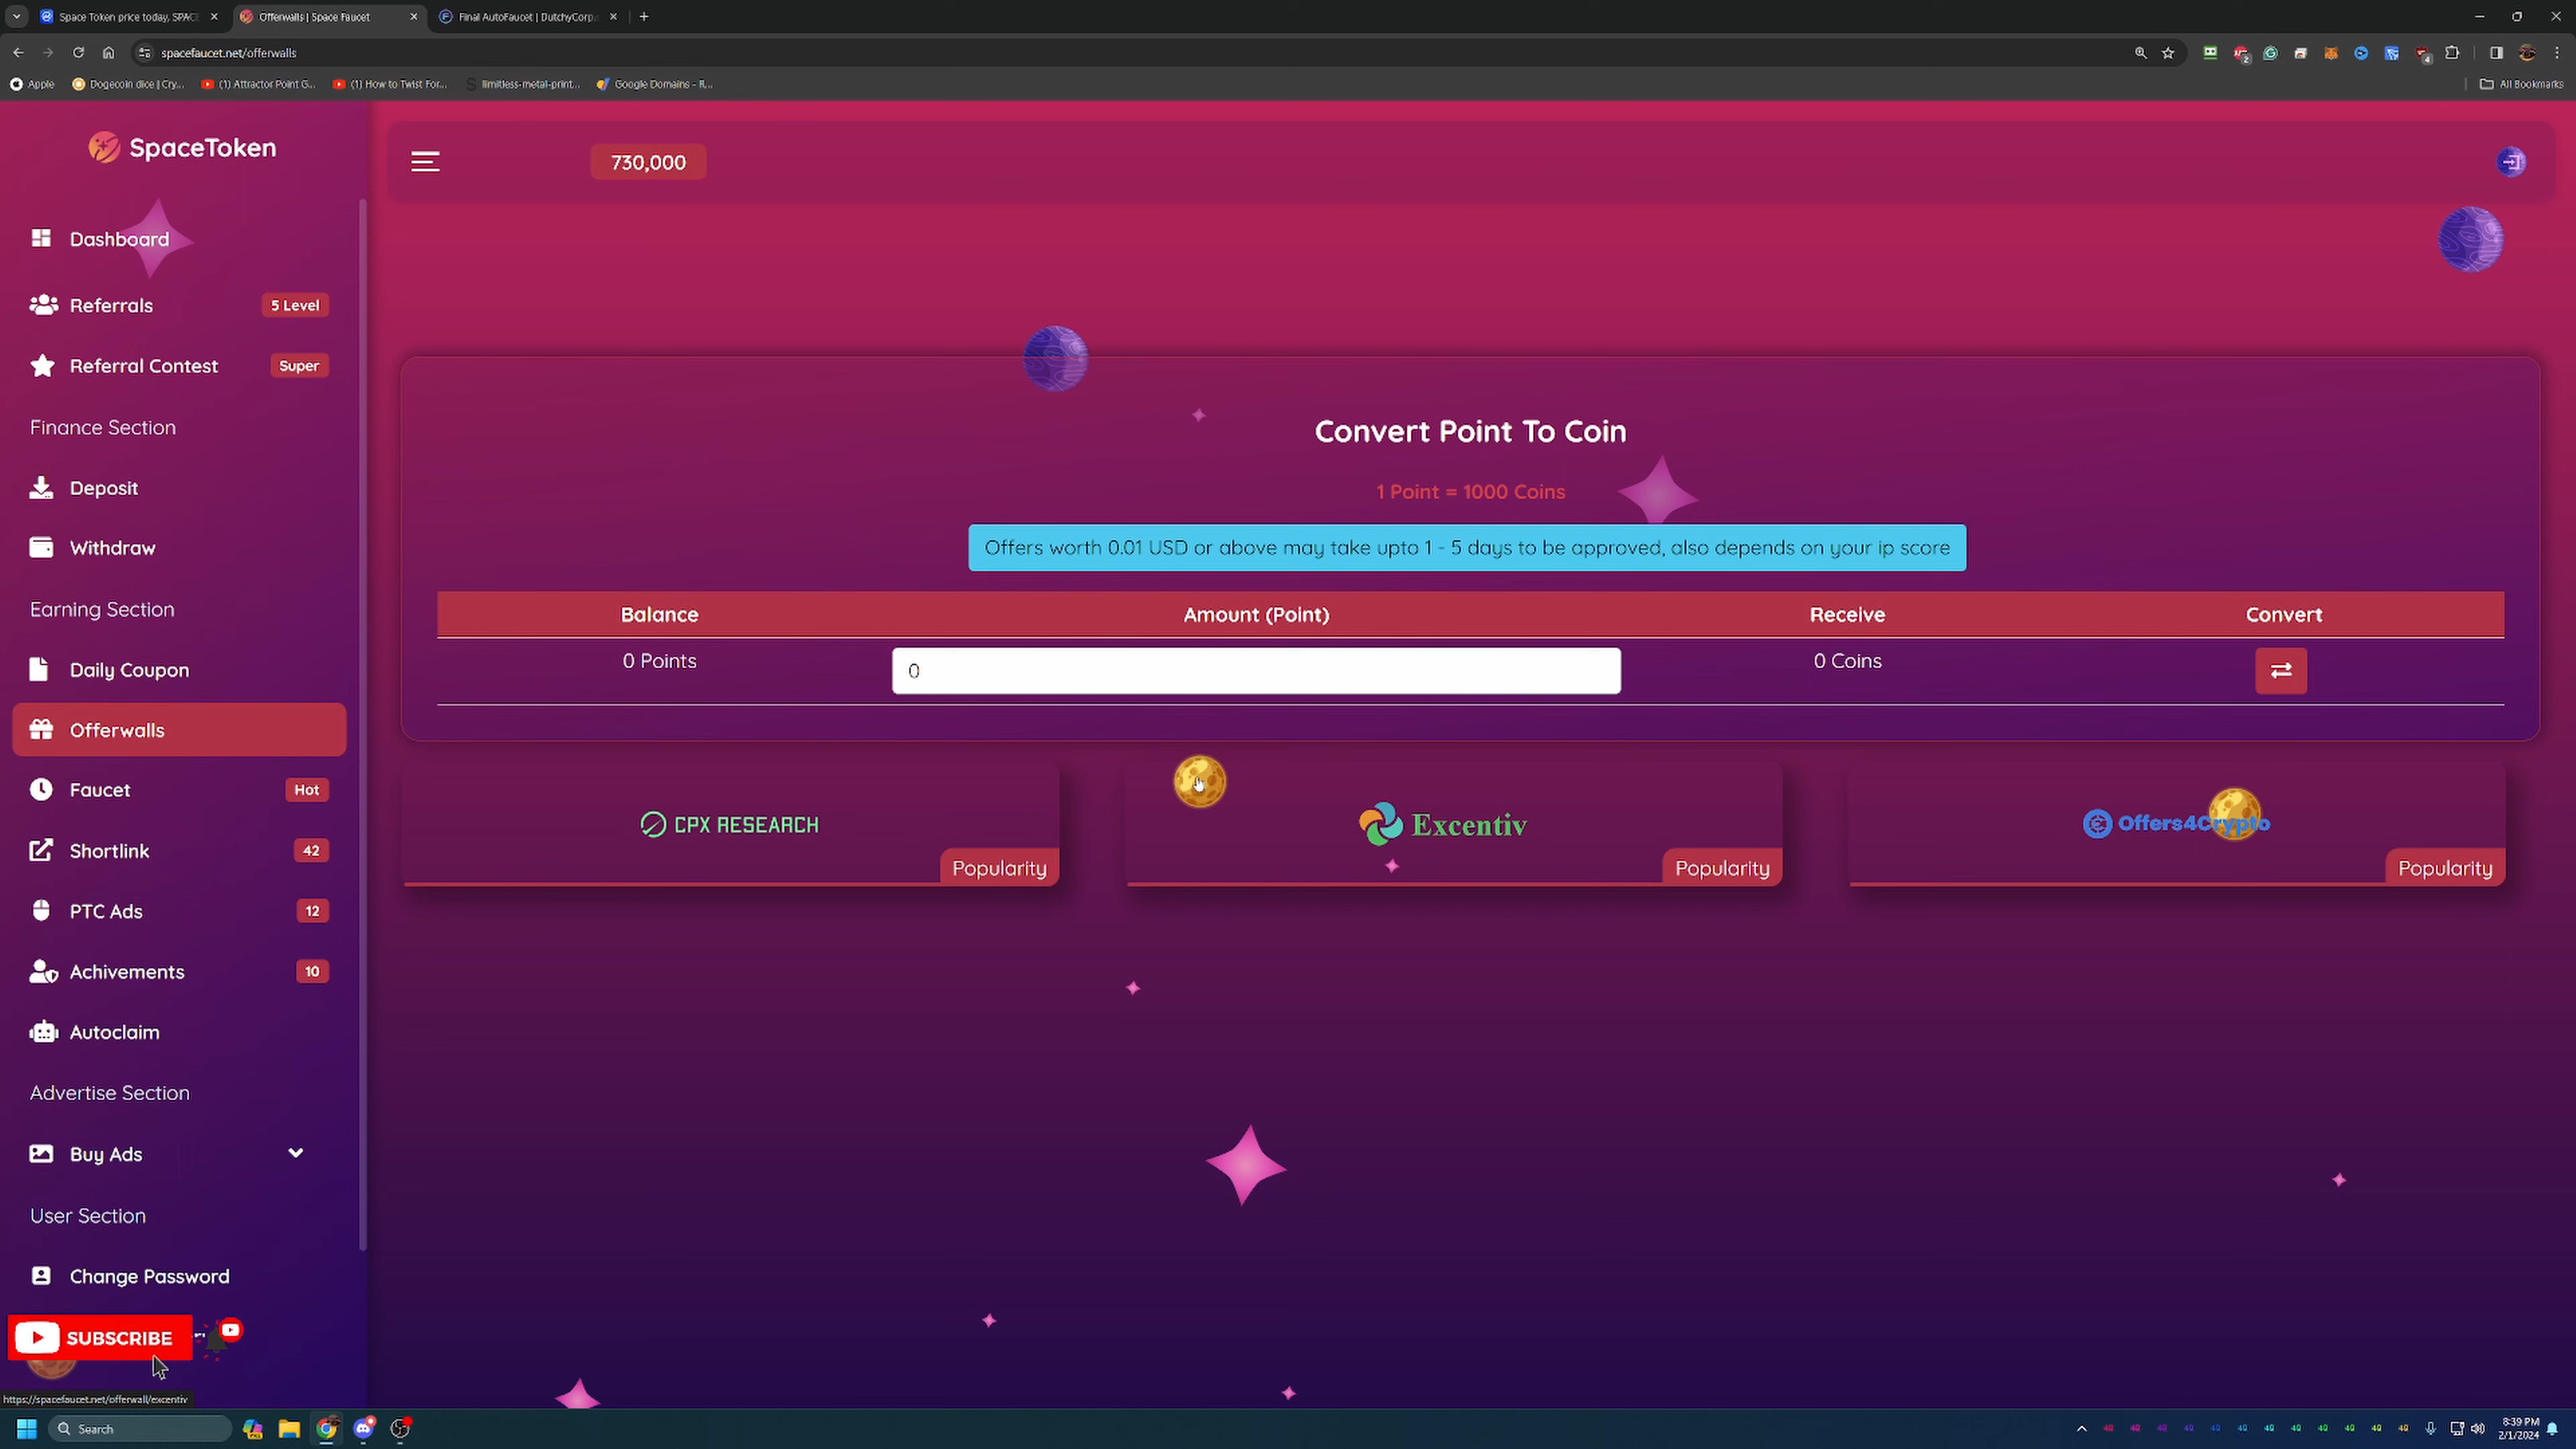 Space Token price today, SPACE
Offerwalls | Space Faucet
Final AutoFaucet | DutchyCorp.
spacefaucet.net/offerwalls
Apple
Dogecoin dice | Cry...
(1) Attractor Point G...
(1) How to Twist For...
limitless-metal-print...
Google Domains - R...
All Bookmarks
SpaceToken
730,000
Dashboard
Referrals
5 Level
Referral Contest
Super
Finance Section
Deposit
Withdraw
Earning Section
Daily Coupon
Offerwalls
Faucet
Hot
Shortlink
42
PTC Ads
12
Achivements
10
Autoclaim
Advertise Section
Buy Ads
User Section
Change Password
Convert Point To Coin
1 Point = 1000 Coins
Offers worth 0.01 USD or above may take upto 1 - 5 days to be approved, also depends on your ip score
Balance
Amount (Point)
Receive
Convert
0 Points
0
0 Coins
CPX RESEARCH
Popularity
Excentiv
Popularity
Offers4Crypto
Popularity
SUBSCRIBE
https://spacefaucet.net/offerwall/excentiv
Search
8:39 PM
2/1/2024